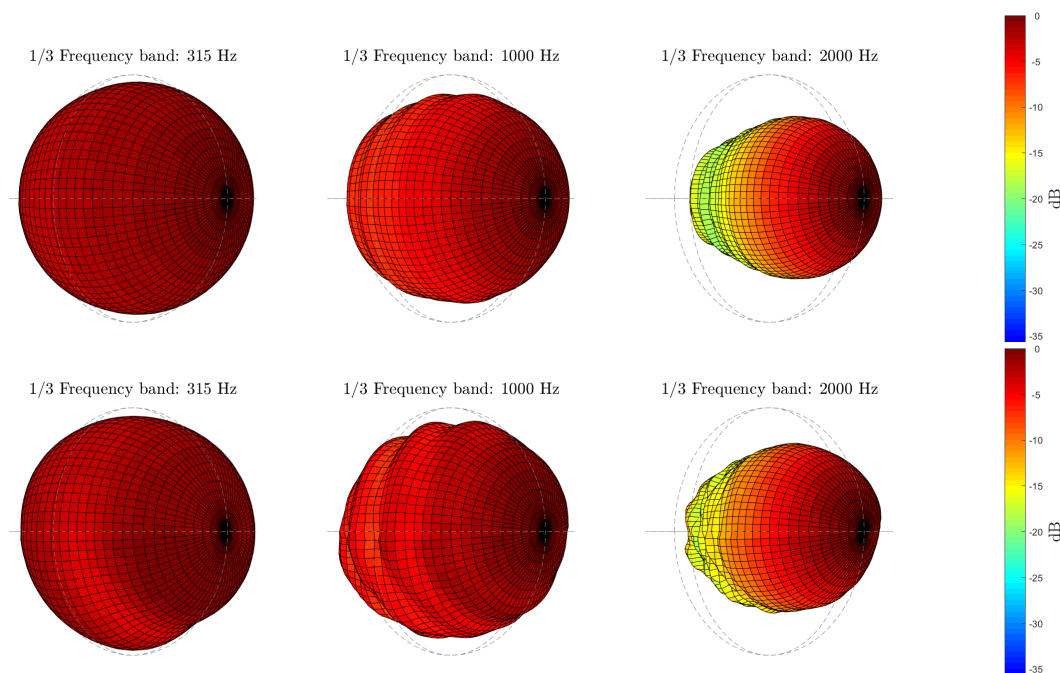 1/3 Frequency band: 315 Hz
1/3 Frequency band: 1000 Hz
1/3 Frequency band: 2000 Hz
0
-5
-10
-15
-20
-25
-30
-35
dB
1/3 Frequency band: 315 Hz
1/3 Frequency band: 1000 Hz
1/3 Frequency band: 2000 Hz
0
-5
-10
-15
-20
-25
-30
-35
dB